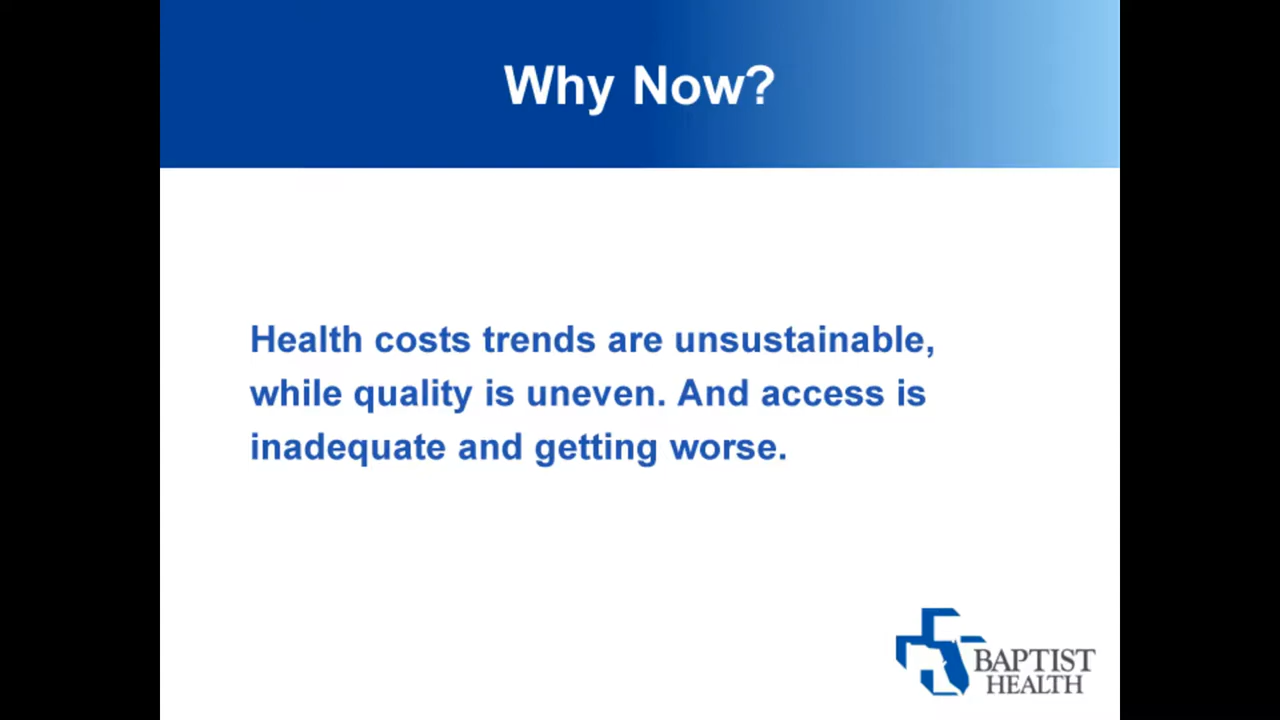 Why Now?
Health costs trends are unsustainable,
while quality is uneven. And access is
inadequate and getting worse.
BAPTIST
HEALTH